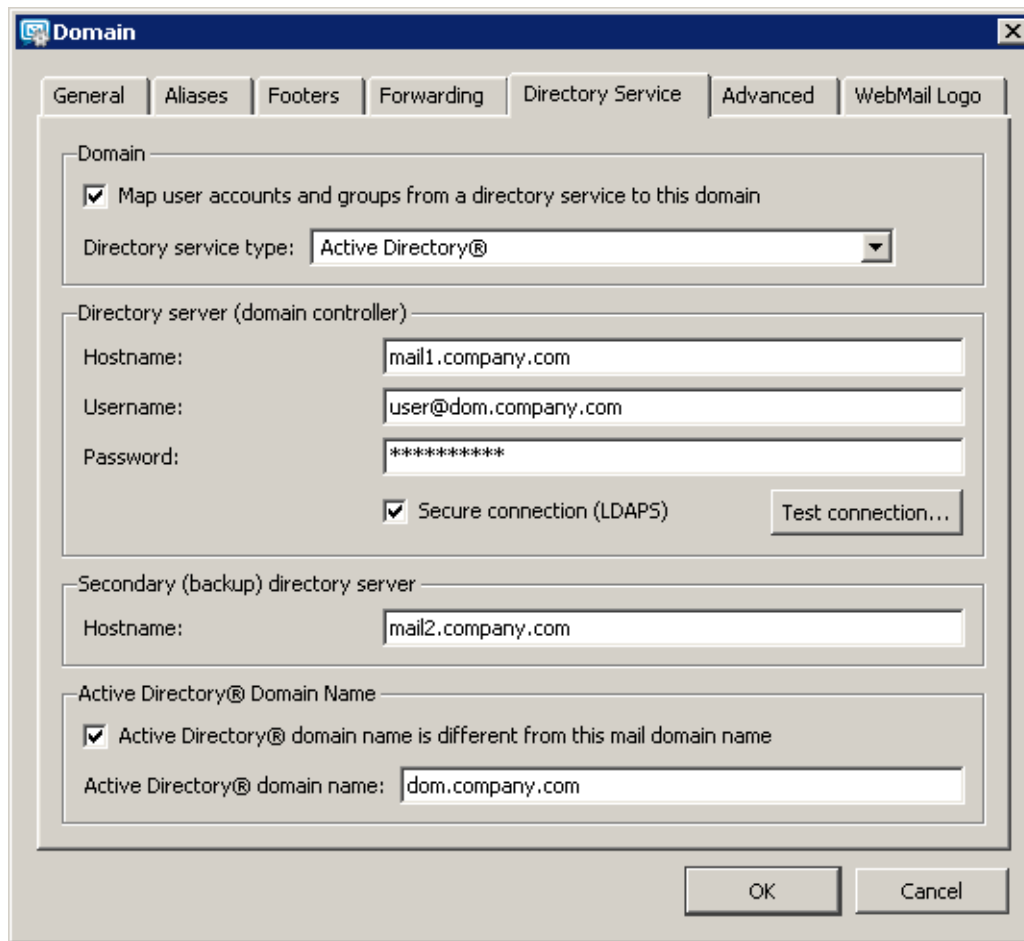 Domain
General Aliases Footers Forwarding Directory Service Advanced WebMail Logo
Domain
Map user accounts and groups from a directory service to this domain
Directory service type: Active Directory®
Directory server (domain controller)
Hostname: mail1.company.com
Username: user@dom.company.com
Password: **********
Secure connection (LDAPS) Test connection...
Secondary (backup) directory server
Hostname: mail2.company.com
Active Directory® Domain Name
Active Directory® domain name is different from this mail domain name
Active Directory® domain name: dom.company.com
OK Cancel